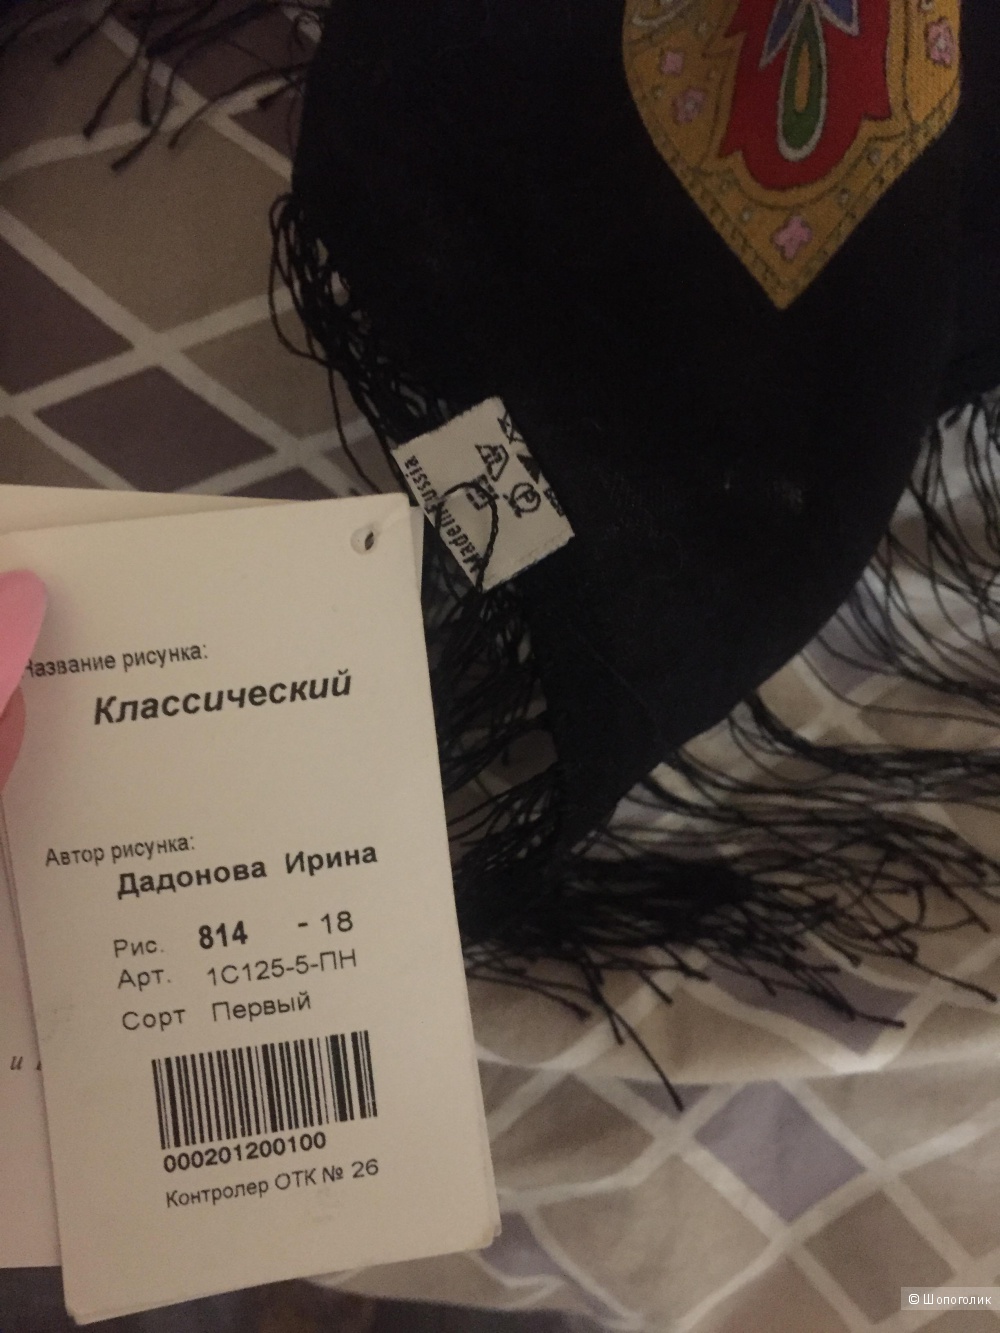 Название рисунка:
Классический
Автор рисунка:
Дадонова Ирина
Рис. 814 - 18
Арт. 1С125-5-ПН
Сорт Первый
000201200100
Контролер ОТК № 26
и
Made in Russia
© Шопоголик